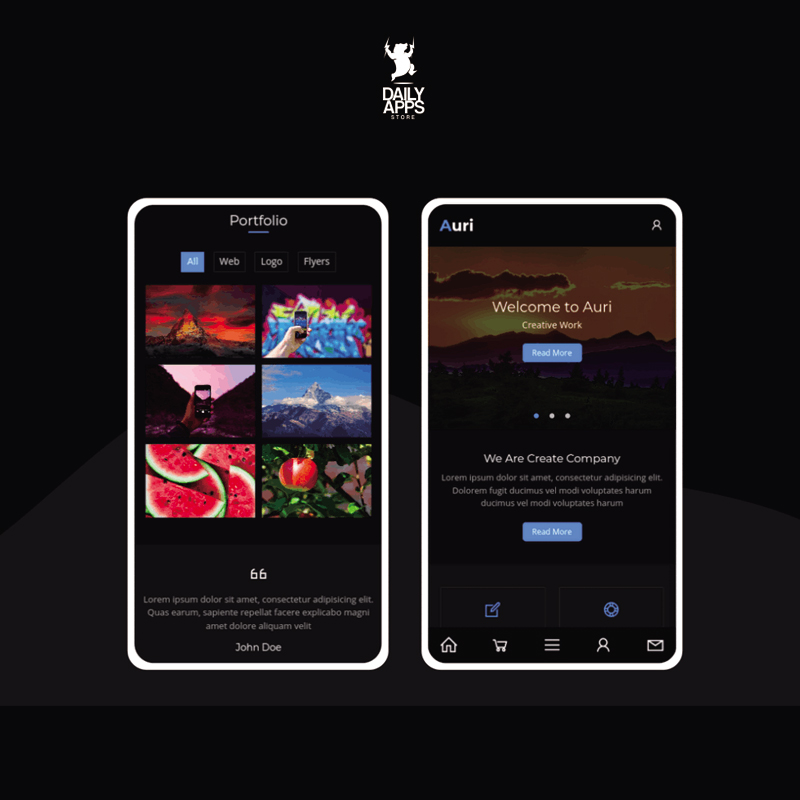 DAILY
APPS
STORE
Portfolio
All Web Logo Flyers
Lorem ipsum dolor sit amet, consectetur adipisicing elit.
Quas earum, sapiente repellat facere explicabo magni
amet dolore aliquam velit
John Doe
Auri
Welcome to Auri
Creative Work
Read More
We Are Create Company
Lorem ipsum dolor sit amet, consectetur adipisicing elit.
Dolorem fugit ducimus vel modi voluptates harum
ducimus vel modi voluptates harum
Read More